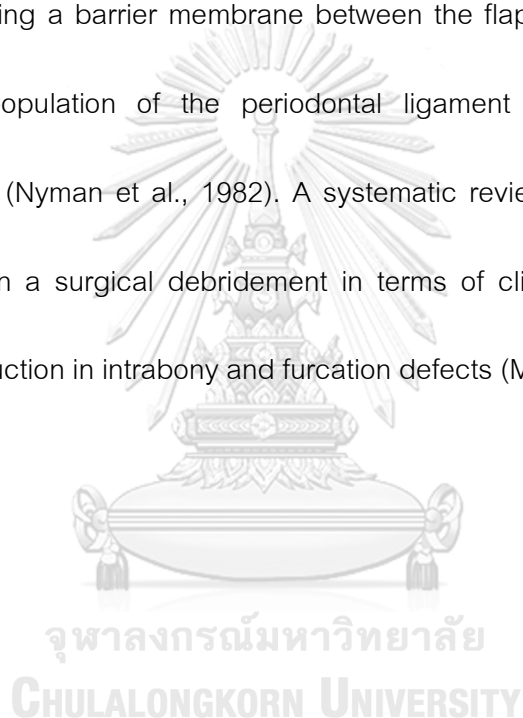 ing a barrier membrane between the flap
opulation of the periodontal ligament
(Nyman et al., 1982). A systematic revie
n a surgical debridement in terms of cli
uction in intrabony and furcation defects (M
จุฬาลงกรณ์มหาวิทยาลัย
CHULALONGKORN UNIVERSITY